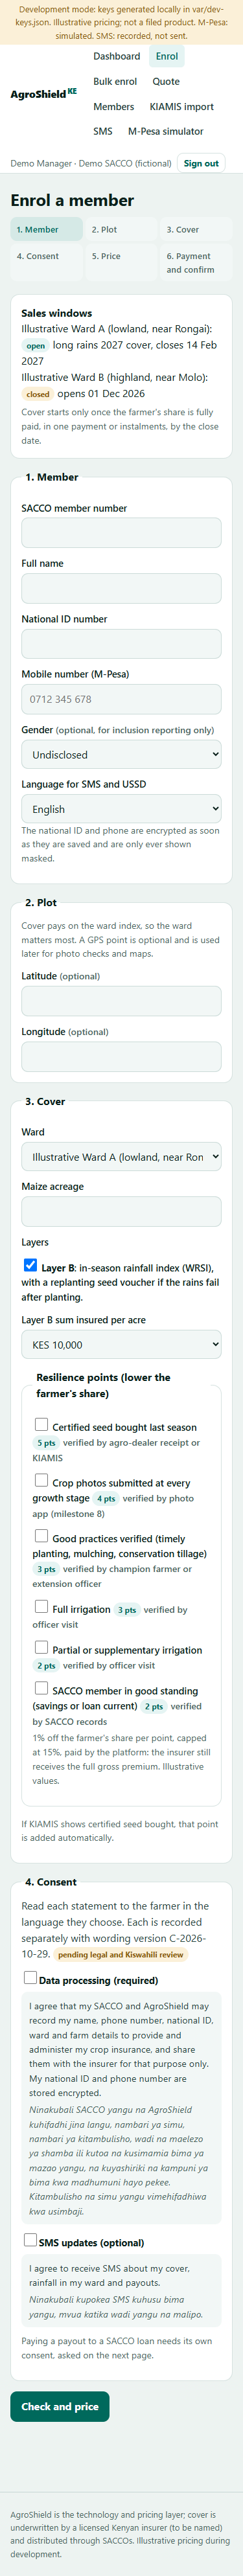 Development mode: keys generated locally in var/dev-
keys.json. Illustrative pricing; not a filed product. M-Pesa:
simulated. SMS: recorded, not sent.
AgroShield KE
Dashboard Enrol
Bulk enrol Quote
Members KIAMIS import
SMS M-Pesa simulator
Demo Manager · Demo SACCO (fictional) Sign out
Enrol a member
1. Member 2. Plot 3. Cover
4. Consent 5. Price 6. Payment
and confirm
Sales windows
Illustrative Ward A (lowland, near Rongai):
open long rains 2027 cover, closes 14 Feb
2027
Illustrative Ward B (highland, near Molo):
closed opens 01 Dec 2026
Cover starts only once the farmer's share is fully
paid, in one payment or instalments, by the close
date.
1. Member
SACCO member number
Full name
National ID number
Mobile number (M-Pesa)
0712 345 678
Gender (optional, for inclusion reporting only)
Undisclosed
Language for SMS and USSD
English
The national ID and phone are encrypted as soon
as they are saved and are only ever shown
masked.
2. Plot
Cover pays on the ward index, so the ward
matters most. A GPS point is optional and is used
later for photo checks and maps.
Latitude (optional)
Longitude (optional)
3. Cover
Ward
Illustrative Ward A (lowland, near Ron
Maize acreage
Layers
Layer B: in-season rainfall index (WRSI),
with a replanting seed voucher if the rains fail
after planting.
Layer B sum insured per acre
KES 10,000
Resilience points (lower the
farmer's share)
Certified seed bought last season
5 pts verified by agro-dealer receipt or
KIAMIS
Crop photos submitted at every
growth stage 4 pts verified by photo
app (milestone 8)
Good practices verified (timely
planting, mulching, conservation tillage)
3 pts verified by champion farmer or
extension officer
Full irrigation 3 pts verified by
officer visit
Partial or supplementary irrigation
2 pts verified by officer visit
SACCO member in good standing
(savings or loan current) 2 pts verified
by SACCO records
1% off the farmer's share per point, capped
at 15%, paid by the platform: the insurer still
receives the full gross premium. Illustrative
values.
If KIAMIS shows certified seed bought, that point
is added automatically.
4. Consent
Read each statement to the farmer in the
language they choose. Each is recorded
separately with wording version C-2026-
10-29. pending legal and Kiswahili review
Data processing (required)
I agree that my SACCO and AgroShield may
record my name, phone number, national ID,
ward and farm details to provide and
administer my crop insurance, and share
them with the insurer for that purpose only.
My national ID and phone number are
stored encrypted.
Ninakubali SACCO yangu na AgroShield
kuhifadhi jina langu, nambari ya simu,
nambari ya kitambulisho, wadi na maelezo
ya shamba ili kutoa na kusimamia bima ya
mazao yangu, na kuyashiriki na kampuni ya
bima kwa madhumuni hayo pekee.
Kitambulisho na simu yangu vimehifadhiwa
kwa usimbaji.
SMS updates (optional)
I agree to receive SMS about my cover,
rainfall in my ward and payouts.
Ninakubali kupokea SMS kuhusu bima
yangu, mvua katika wadi yangu na malipo.
Paying a payout to a SACCO loan needs its own
consent, asked on the next page.
Check and price
AgroShield is the technology and pricing layer; cover is
underwritten by a licensed Kenyan insurer (to be named)
and distributed through SACCOs. Illustrative pricing during
development.